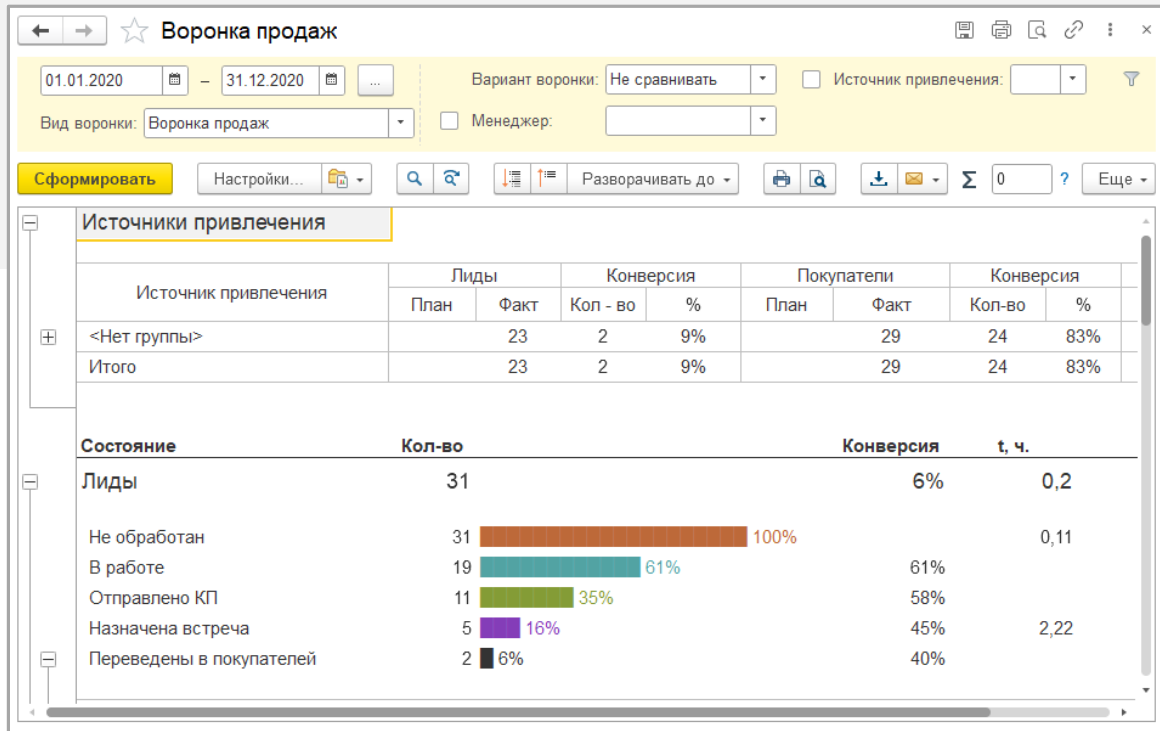 Воронка продаж
01.01.2020 – 31.12.2020 ... Вариант воронки: Не сравнивать Источник привлечения:
Вид воронки: Воронка продаж Менеджер:
Сформировать Настройки... Разворачивать до Σ 0 ? Еще
Источники привлечения
Источник привлечения Лиды Конверсия Покупатели Конверсия
План Факт Кол - во % План Факт Кол-во %
<Нет группы> 23 2 9% 29 24 83%
Итого 23 2 9% 29 24 83%
Состояние Кол-во Конверсия t, ч.
Лиды 31 6% 0,2
Не обработан 31 100% 0,11
В работе 19 61% 61%
Отправлено КП 11 35% 58%
Назначена встреча 5 16% 45% 2,22
Переведены в покупателей 2 6% 40%